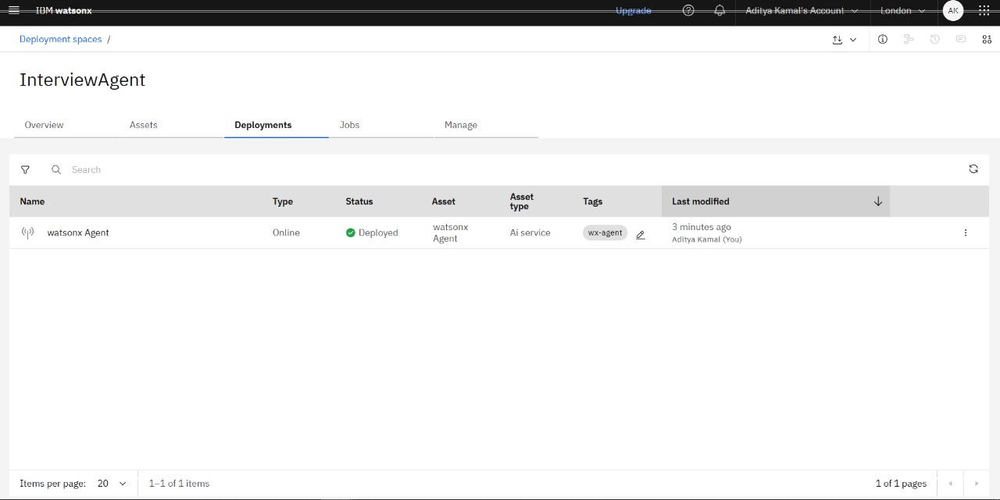 IBM watsonx Upgrade Aditya Kamal's Account London AK
Deployment spaces /
InterviewAgent
Overview Assets Deployments Jobs Manage
Search
Name Type Status Asset Asset type Tags Last modified
watsonx Agent Online Deployed watsonx Agent Ai service wx-agent 3 minutes ago
Aditya Kamal (You)
Items per page: 20 1–1 of 1 items 1 of 1 pages